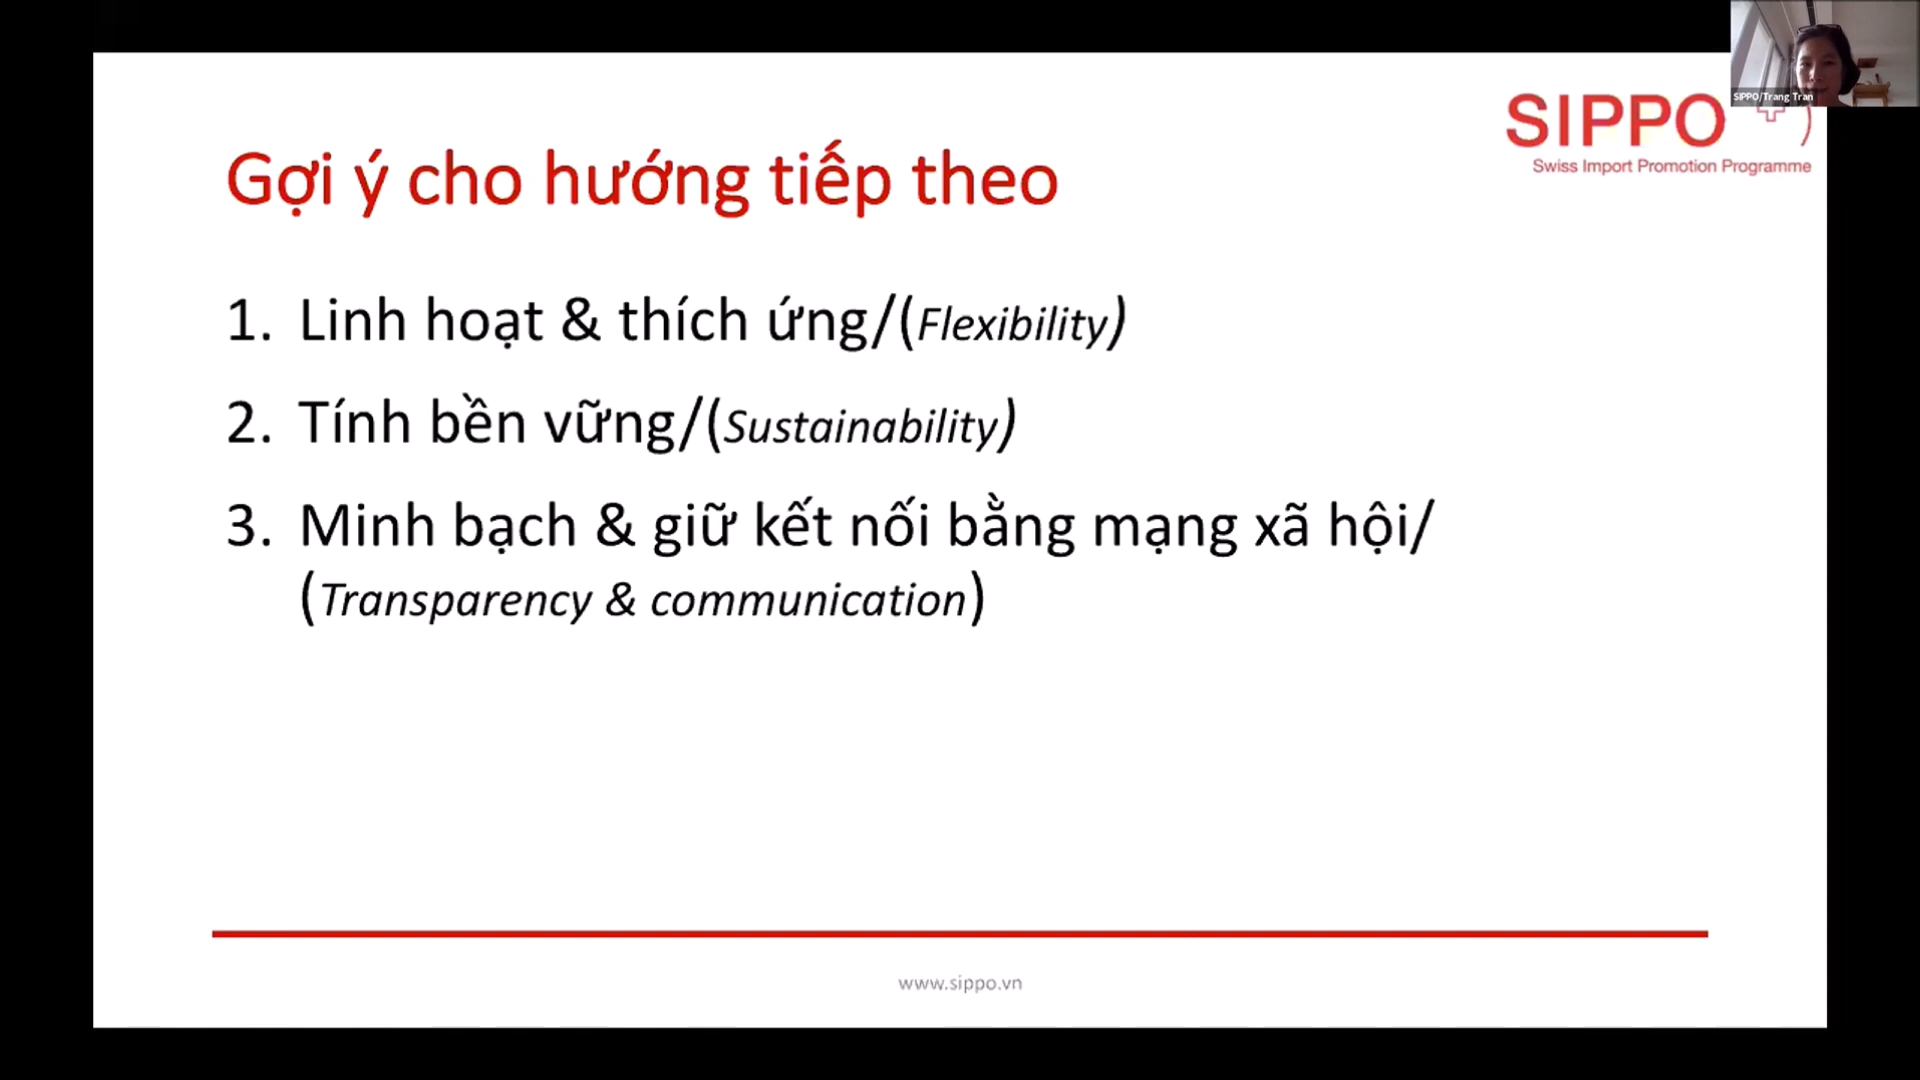 SIPPO/Trang Tran
SIPPO
Swiss Import Promotion Programme
Gợi ý cho hướng tiếp theo
1. Linh hoạt & thích ứng/(Flexibility)
2. Tính bền vững/(Sustainability)
3. Minh bạch & giữ kết nối bằng mạng xã hội/
(Transparency & communication)
www.sippo.vn